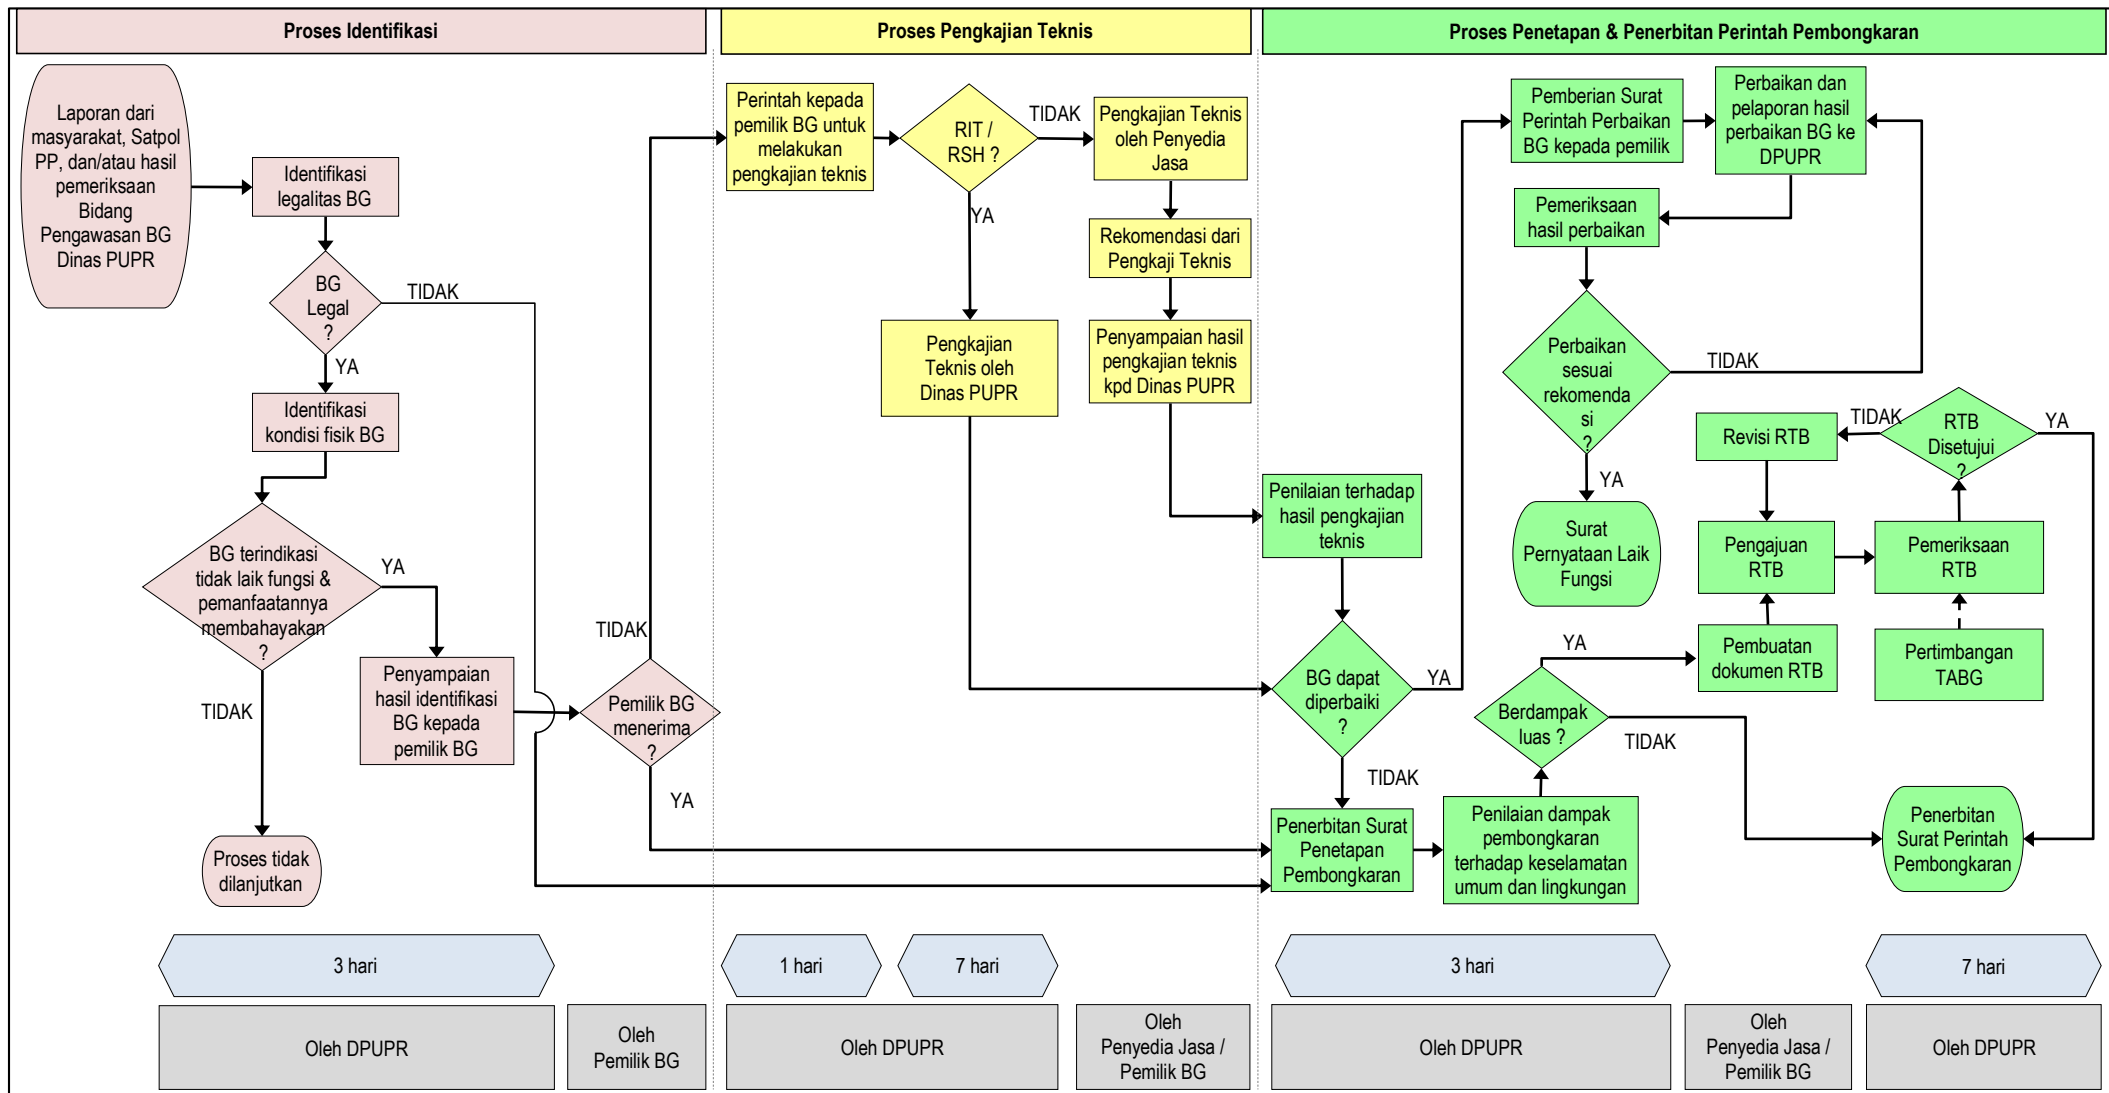 Proses Identifikasi
Proses Pengkajian Teknis
Proses Penetapan & Penerbitan Perintah Pembongkaran
Laporan dari
masyarakat, Satpol
PP, dan/atau hasil
pemeriksaan
Bidang
Pengawasan BG
Dinas PUPR
Identifikasi
legalitas BG
BG
Legal
?
TIDAK
YA
Identifikasi
kondisi fisik BG
BG terindikasi
tidak laik fungsi &
pemanfaatannya
membahayakan
?
YA
TIDAK
Penyampaian
hasil identifikasi
BG kepada
pemilik BG
Proses tidak
dilanjutkan
TIDAK
Pemilik BG
menerima
?
YA
Perintah kepada
pemilik BG untuk
melakukan
pengkajian teknis
RIT /
RSH ?
TIDAK
YA
Pengkajian Teknis
oleh Penyedia
Jasa
Rekomendasi dari
Pengkaji Teknis
Pengkajian
Teknis oleh
Dinas PUPR
Penyampaian hasil
pengkajian teknis
kpd Dinas PUPR
Penilaian terhadap
hasil pengkajian
teknis
BG dapat
diperbaiki
?
YA
TIDAK
Penerbitan Surat
Penetapan
Pembongkaran
Pemberian Surat
Perintah Perbaikan
BG kepada pemilik
Perbaikan dan
pelaporan hasil
perbaikan BG ke
DPUPR
Pemeriksaan
hasil perbaikan
Perbaikan
sesuai
rekomenda
si
?
TIDAK
YA
Surat
Pernyataan Laik
Fungsi
Penilaian dampak
pembongkaran
terhadap keselamatan
umum dan lingkungan
Berdampak
luas ?
YA
TIDAK
Pembuatan
dokumen RTB
Pengajuan
RTB
Revisi RTB
Pemeriksaan
RTB
Pertimbangan
TABG
TIDAK
RTB
Disetujui
?
YA
Penerbitan
Surat Perintah
Pembongkaran
3 hari
1 hari
7 hari
3 hari
7 hari
Oleh DPUPR
Oleh
Pemilik BG
Oleh DPUPR
Oleh
Penyedia Jasa /
Pemilik BG
Oleh DPUPR
Oleh
Penyedia Jasa /
Pemilik BG
Oleh DPUPR